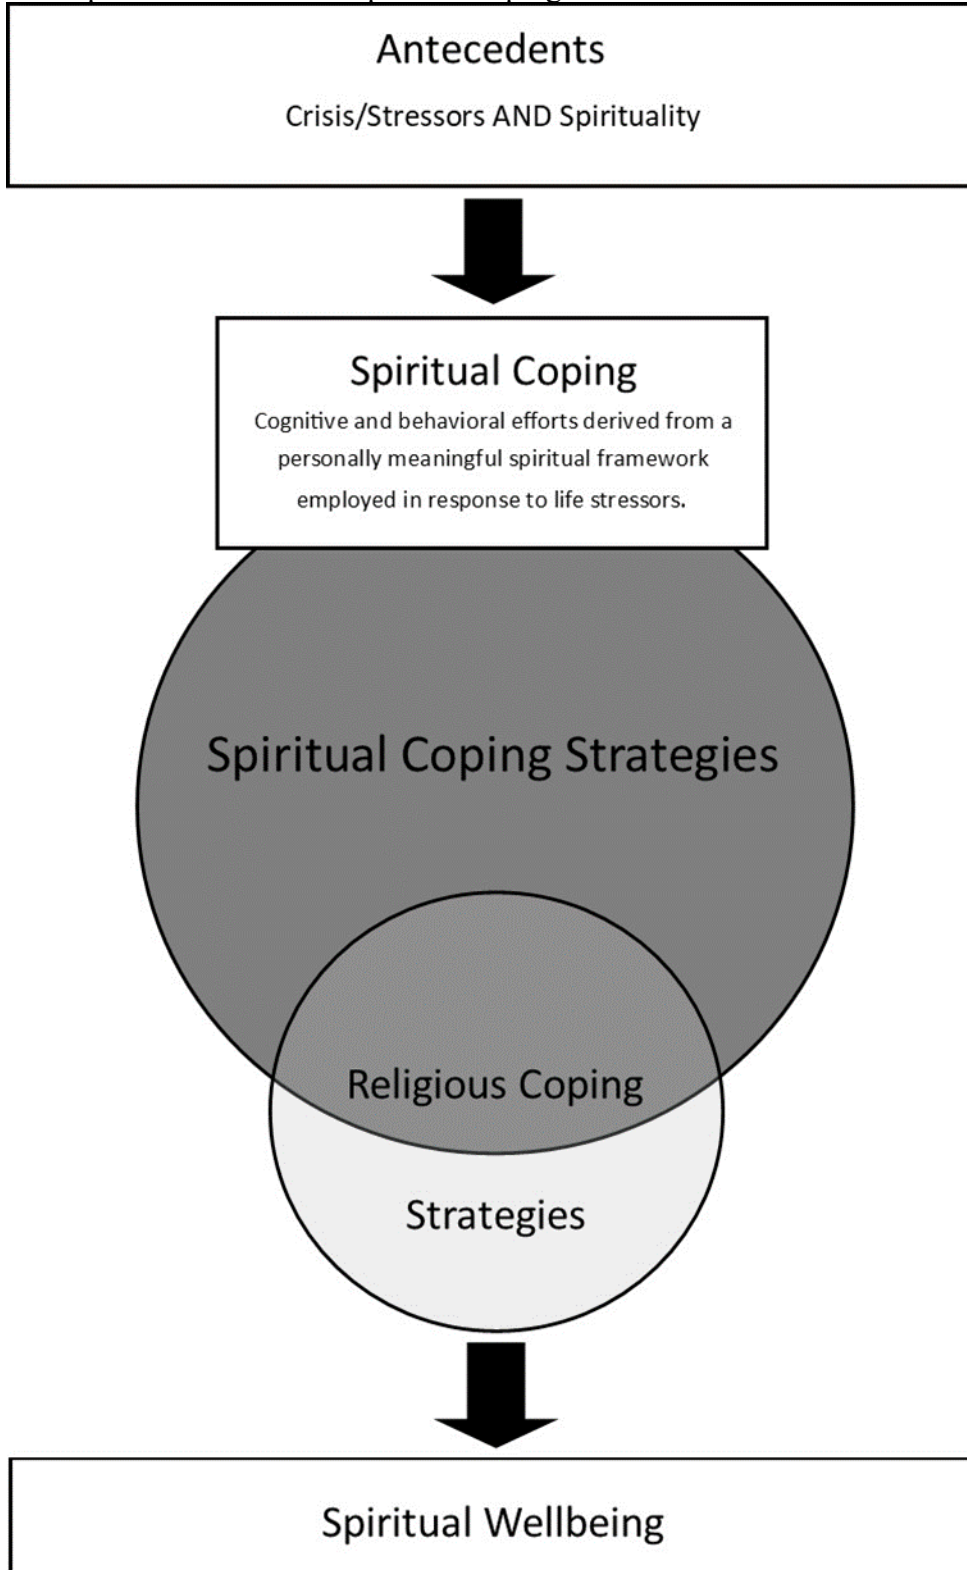 Antecedents
Crisis/Stressors AND Spirituality
Spiritual Coping
Cognitive and behavioral efforts derived from a
personally meaningful spiritual framework
employed in response to life stressors.
Spiritual Coping Strategies
Religious Coping
Strategies
Spiritual Wellbeing